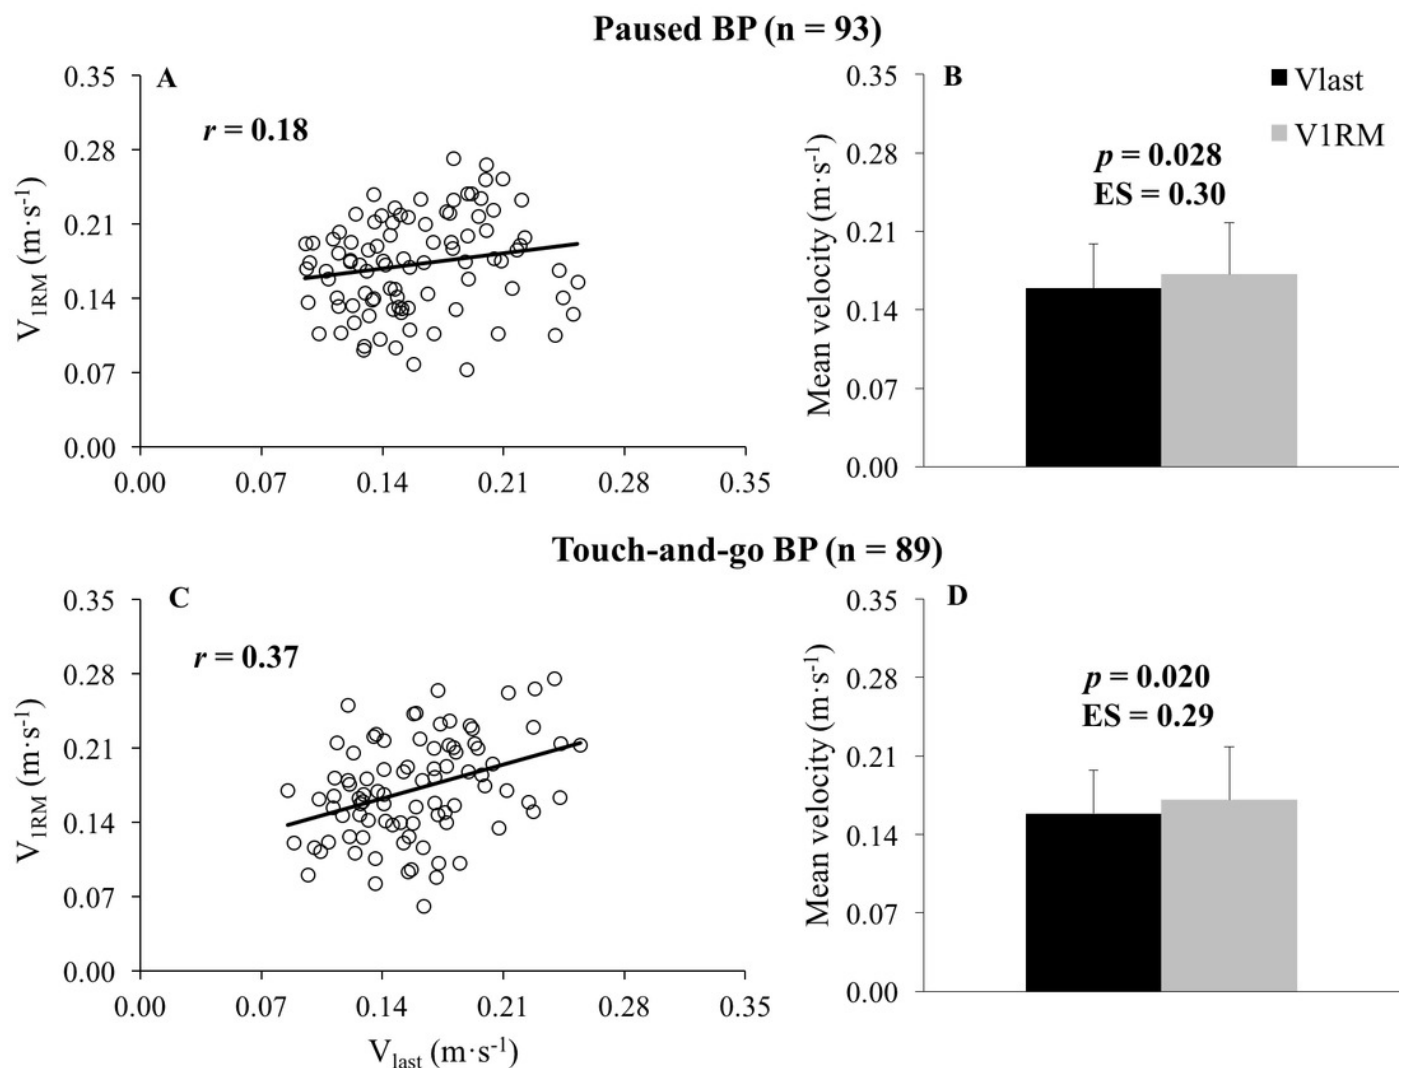 Paused BP (n = 93)
A
r = 0.18
V1RM (m·s-1)
0.35
0.28
0.21
0.14
0.07
0.00
0.00 0.07 0.14 0.21 0.28 0.35
B
Vlast
V1RM
p = 0.028
ES = 0.30
Mean velocity (m·s-1)
0.35
0.28
0.21
0.14
0.07
0.00
Touch-and-go BP (n = 89)
C
r = 0.37
V1RM (m·s-1)
0.35
0.28
0.21
0.14
0.07
0.00
0.00 0.07 0.14 0.21 0.28 0.35
Vlast (m·s-1)
D
p = 0.020
ES = 0.29
Mean velocity (m·s-1)
0.35
0.28
0.21
0.14
0.07
0.00